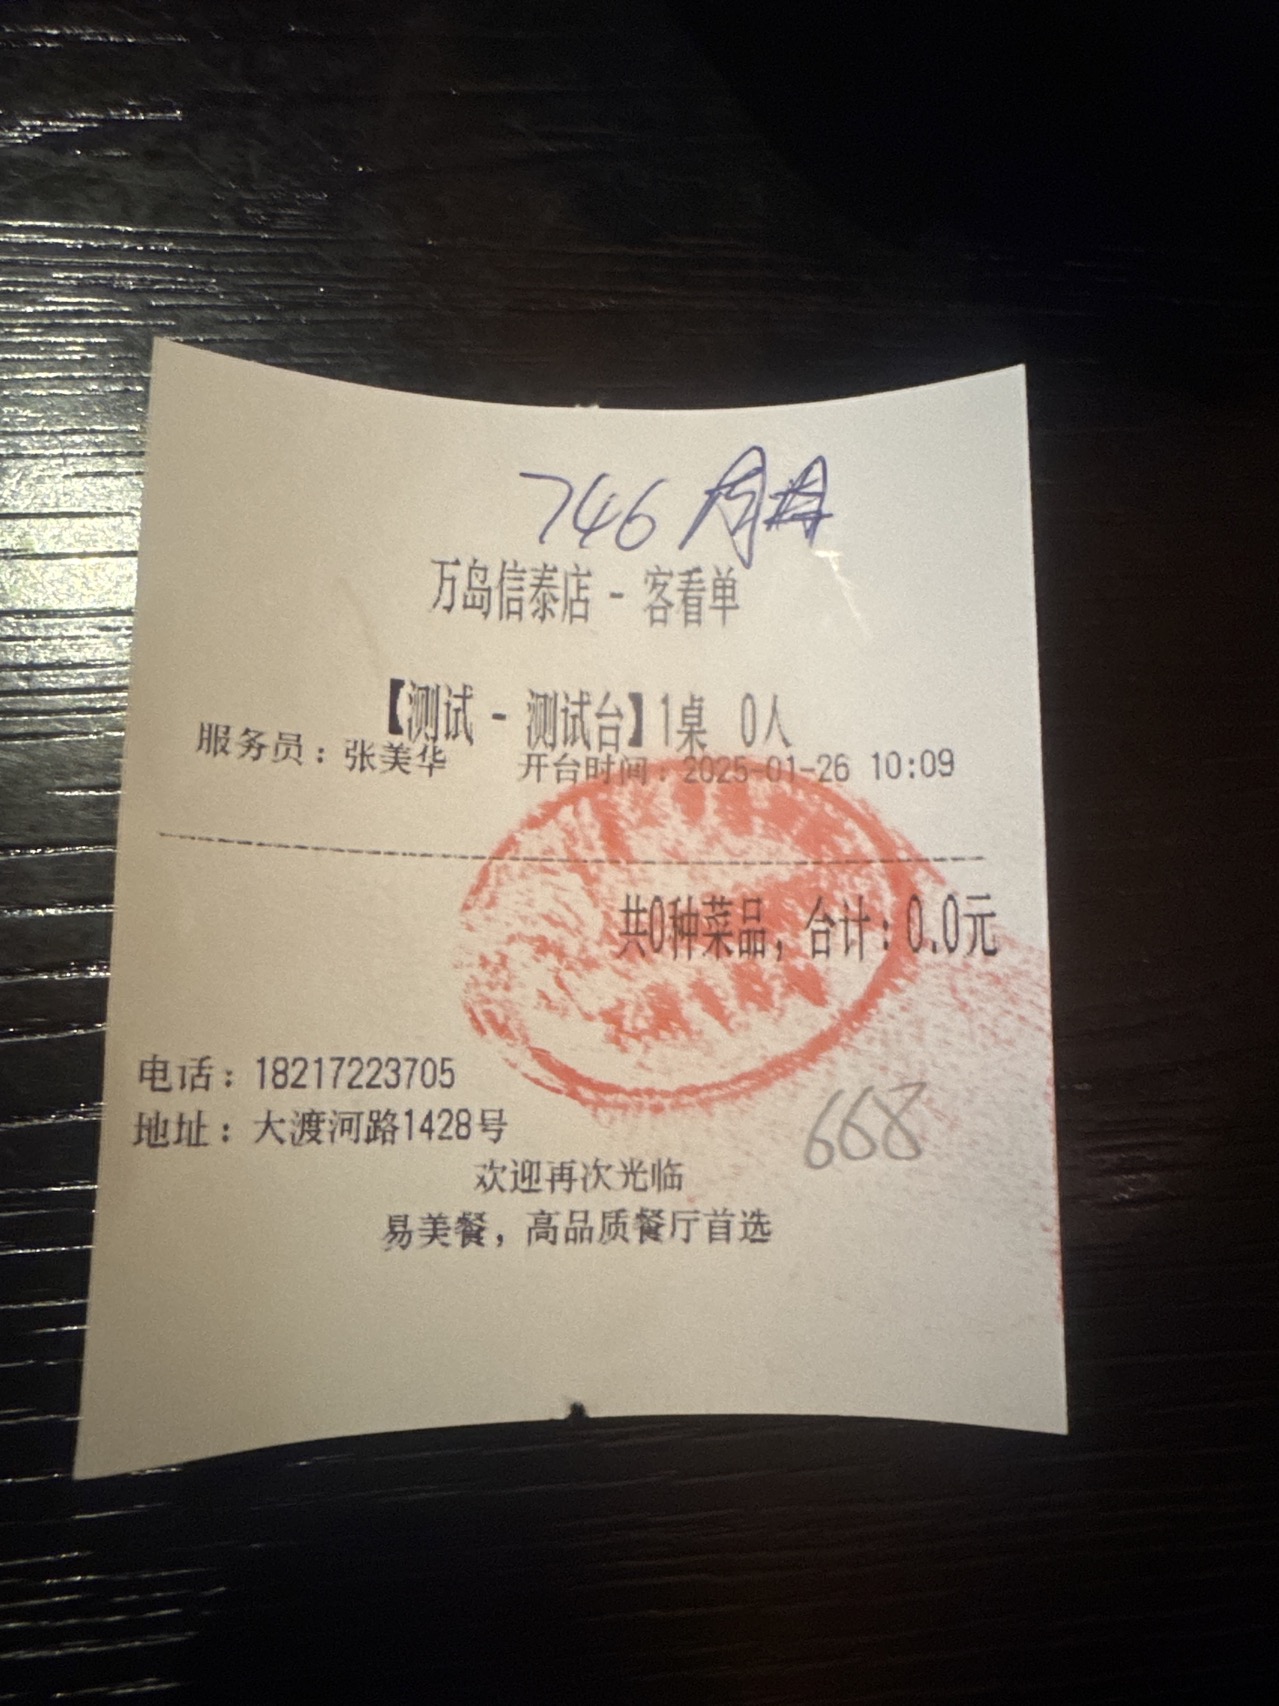 746
万岛信泰店 - 客看单
【测试 - 测试台】1桌 0人
服务员：张美华 开台时间：2025-01-26 10:09
共0种菜品，合计：0.0元
电话：18217223705
地址：大渡河路1428号
668
欢迎再次光临
易美餐，高品质餐厅首选